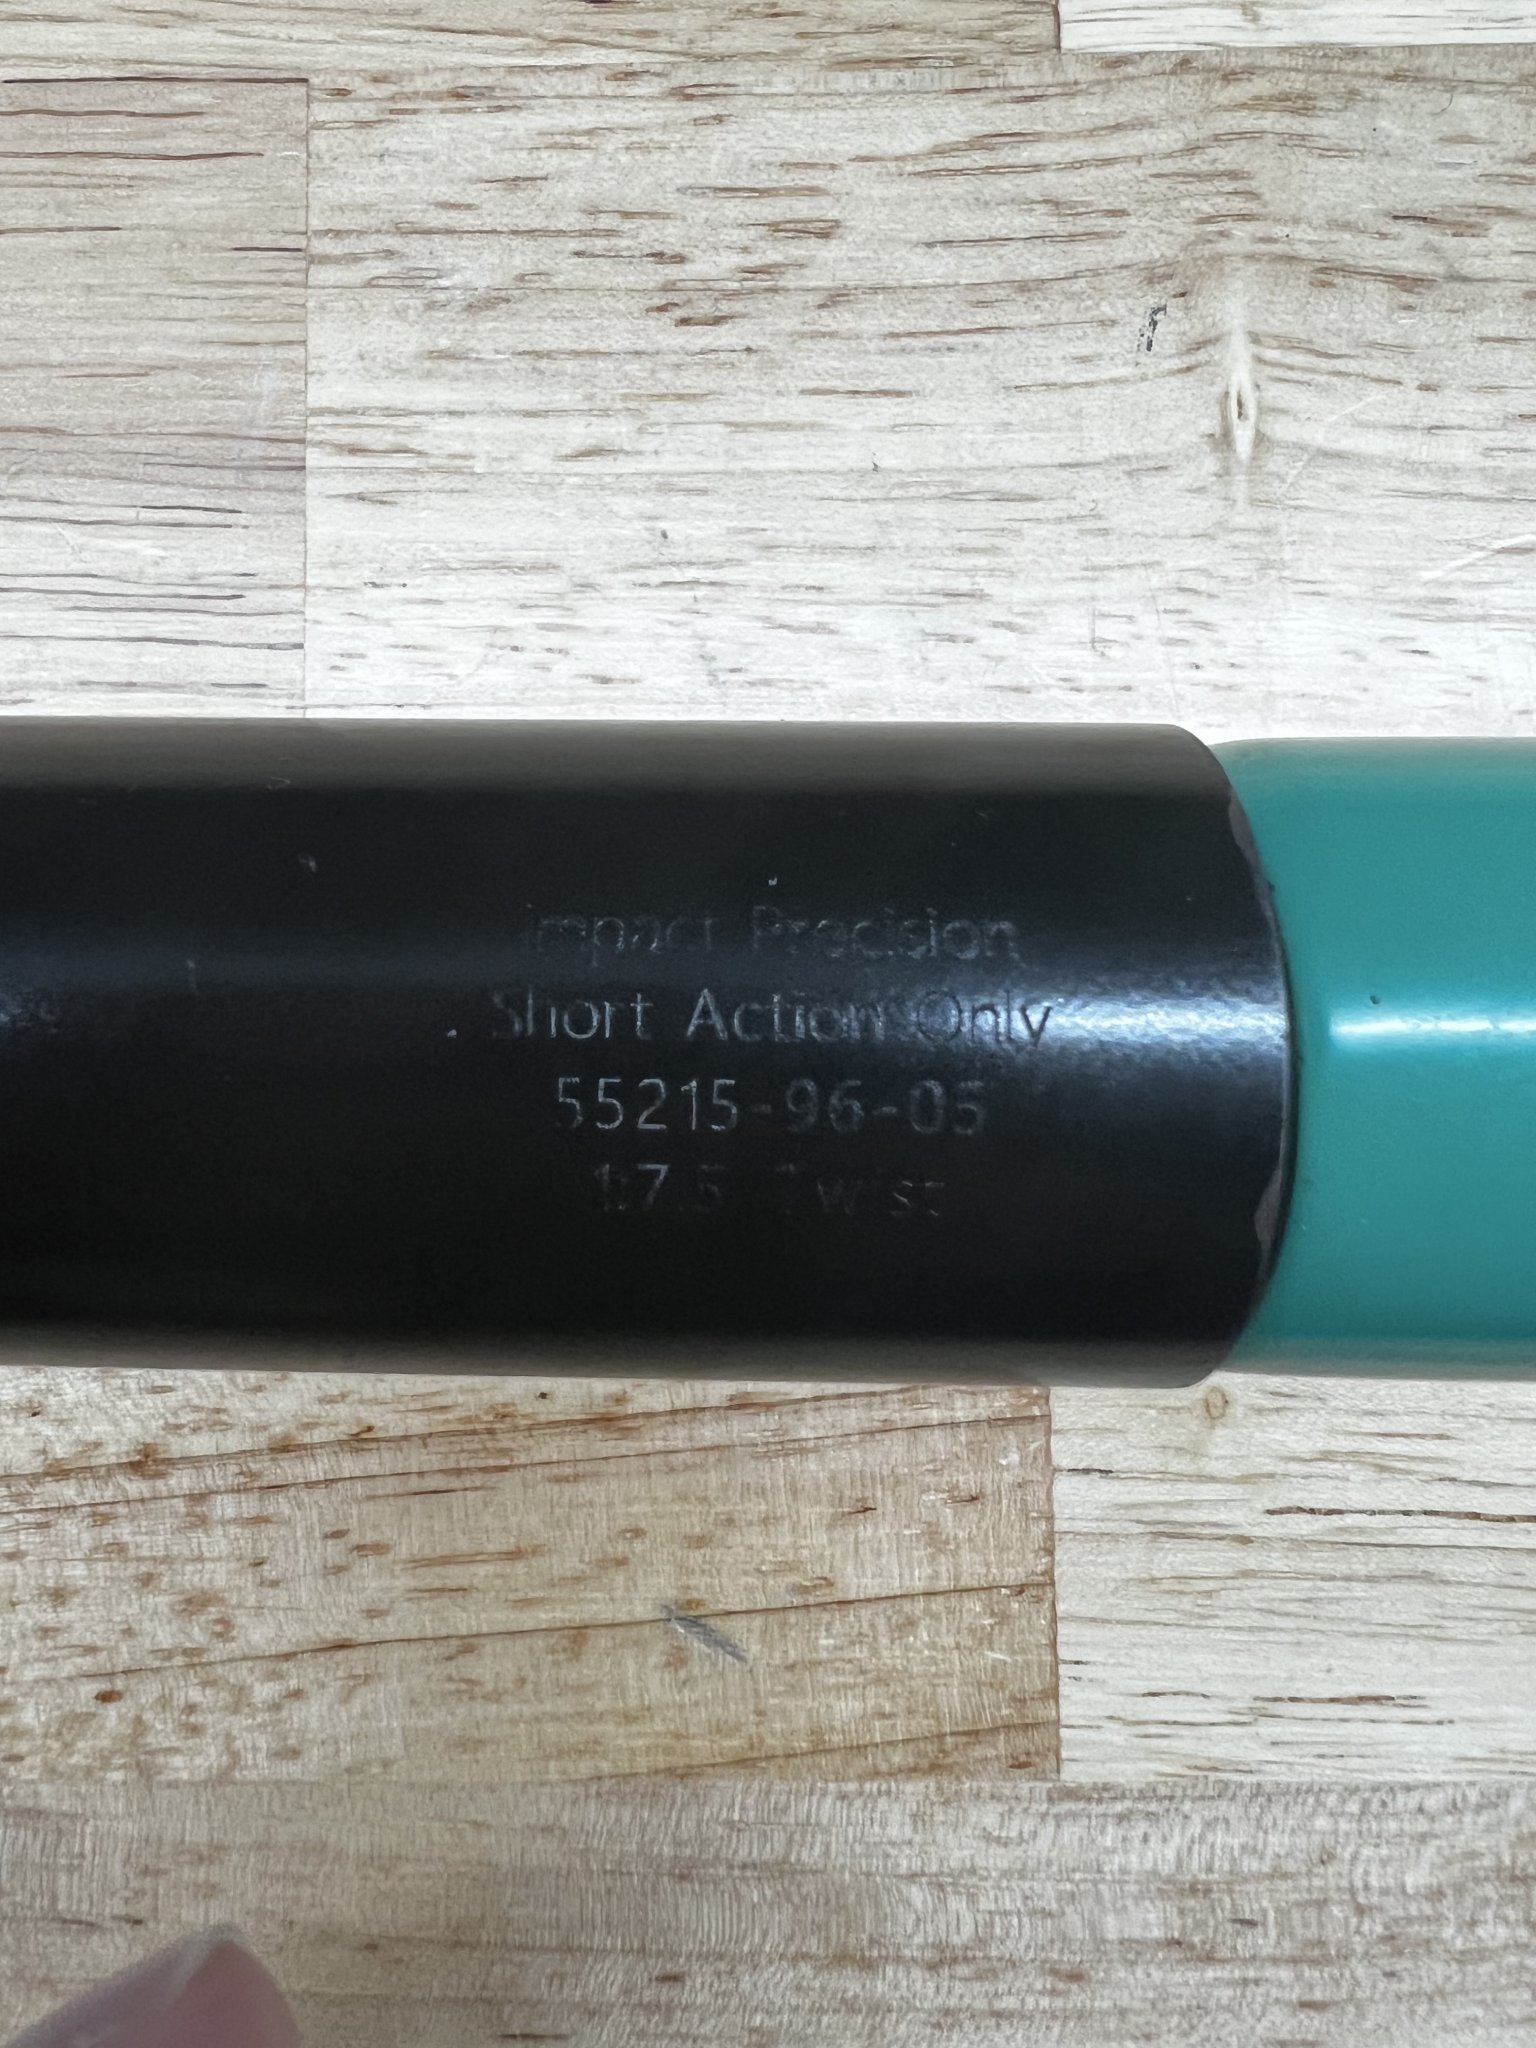 Impact Precision
Short Action Only
55215-96-05
1:7.5 Twist